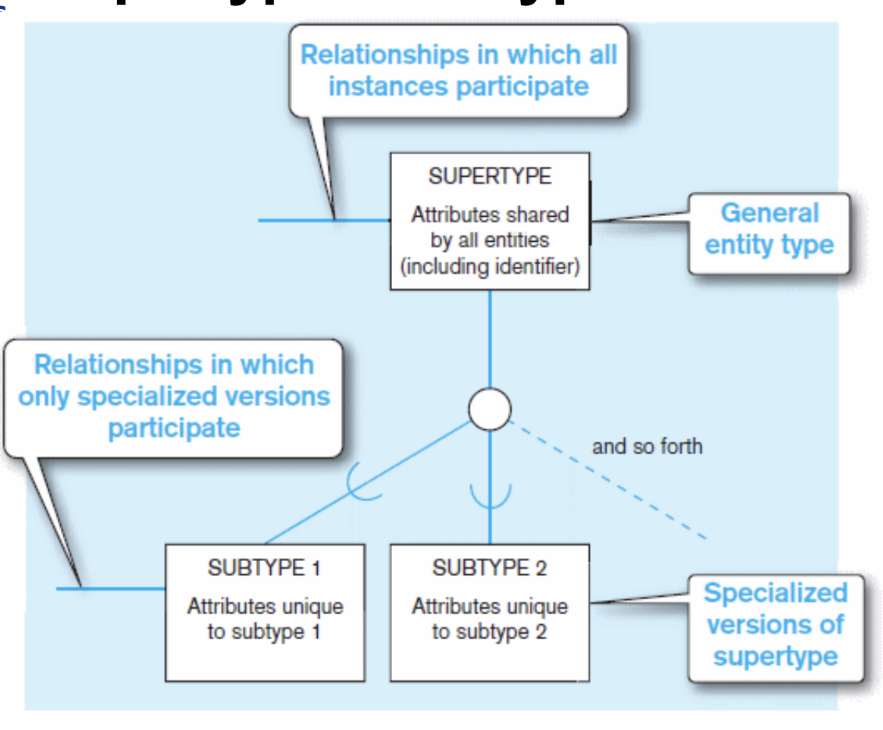 Relationships in which all
instances participate
SUPERTYPE
Attributes shared
by all entities
(including identifier)
General
entity type
Relationships in which
only specialized versions
participate
and so forth
SUBTYPE 1
Attributes unique
to subtype 1
SUBTYPE 2
Attributes unique
to subtype 2
Specialized
versions of
supertype